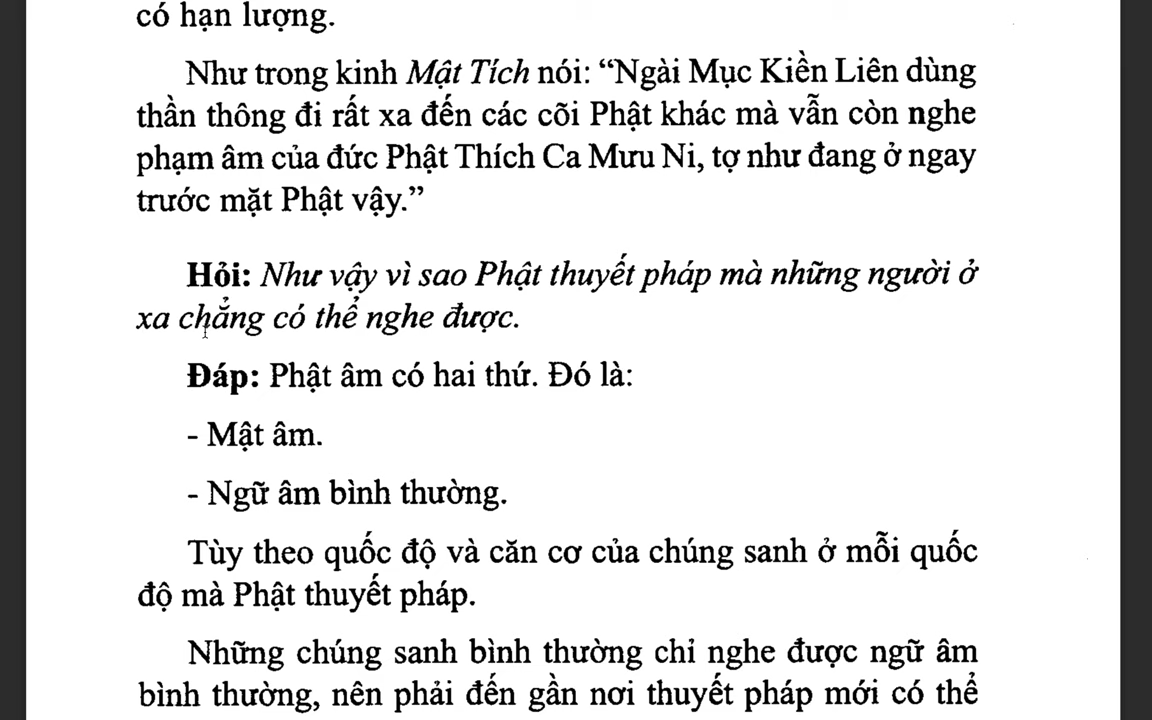 có hạn lượng.
Như trong kinh Mật Tích nói: “Ngài Mục Kiền Liên dùng
thần thông đi rất xa đến các cõi Phật khác mà vẫn còn nghe
phạm âm của đức Phật Thích Ca Mưu Ni, tợ như đang ở ngay
trước mặt Phật vậy.”
Hỏi: Như vậy vì sao Phật thuyết pháp mà những người ở
xa chẳng có thể nghe được.
Đáp: Phật âm có hai thứ. Đó là:
- Mật âm.
- Ngữ âm bình thường.
Tùy theo quốc độ và căn cơ của chúng sanh ở mỗi quốc
độ mà Phật thuyết pháp.
Những chúng sanh bình thường chỉ nghe được ngữ âm
bình thường, nên phải đến gần nơi thuyết pháp mới có thể